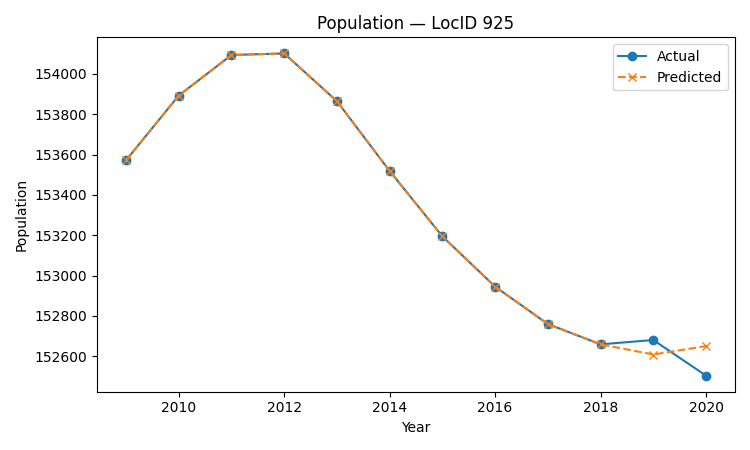 Population — LocID 925
Actual
Predicted
154000
153800
153600
153400
153200
153000
152800
152600
Population
2010 2012 2014 2016 2018 2020
Year